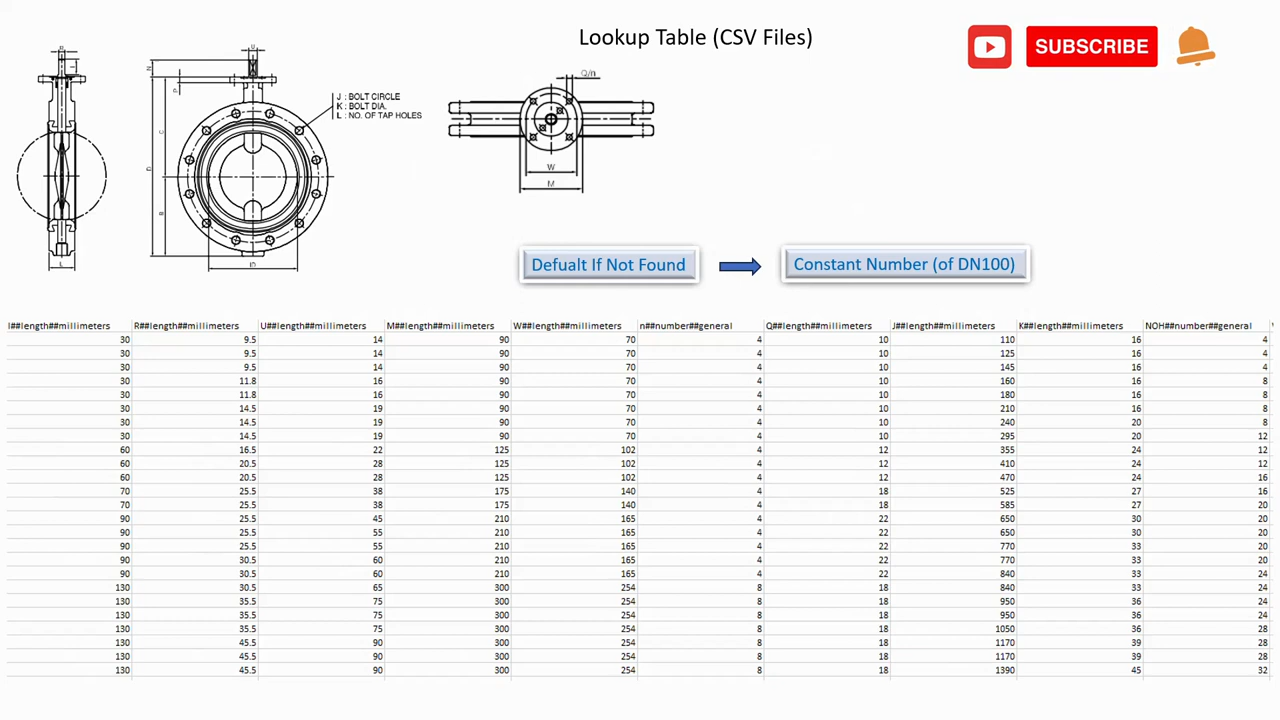 Lookup Table (CSV Files)
SUBSCRIBE
J : BOLT CIRCLE
K : BOLT DIA.
L : NO. OF TAP HOLES
N
P
C
D
B
L
ID
Q/n
W
M
Defualt If Not Found
Constant Number (of DN100)
I##length##millimeters R##length##millimeters U##length##millimeters M##length##millimeters W##length##millimeters n##number##general Q##length##millimeters J##length##millimeters K##length##millimeters NOH##number##general
30 9.5 14 90 70 4 10 110 16 4
30 9.5 14 90 70 4 10 125 16 4
30 9.5 14 90 70 4 10 145 16 4
30 11.8 16 90 70 4 10 160 16 8
30 11.8 16 90 70 4 10 180 16 8
30 14.5 19 90 70 4 10 210 16 8
30 14.5 19 90 70 4 10 240 20 8
30 14.5 19 90 70 4 10 295 20 12
60 16.5 22 125 102 4 12 355 24 12
60 20.5 28 125 102 4 12 410 24 12
60 20.5 28 125 102 4 12 470 24 16
70 25.5 38 175 140 4 18 525 27 16
70 25.5 38 175 140 4 18 585 27 20
90 25.5 45 210 165 4 22 650 30 20
90 25.5 55 210 165 4 22 650 30 20
90 25.5 55 210 165 4 22 770 33 20
90 30.5 60 210 165 4 22 770 33 20
90 30.5 60 210 165 4 22 840 33 24
130 30.5 65 300 254 8 18 840 33 24
130 35.5 75 300 254 8 18 950 36 24
130 35.5 75 300 254 8 18 950 36 24
130 35.5 75 300 254 8 18 1050 36 28
130 45.5 90 300 254 8 18 1170 39 28
130 45.5 90 300 254 8 18 1170 39 28
130 45.5 90 300 254 8 18 1390 45 32